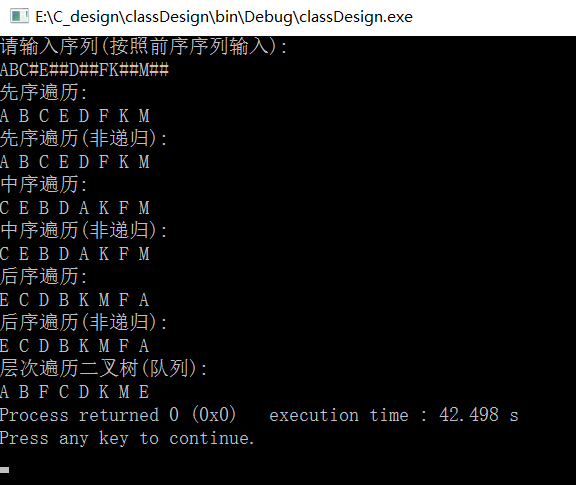 E:\C_design\classDesign\bin\Debug\classDesign.exe
请输入序列(按照前序序列输入):
ABC#E##D##FK##M##
先序遍历:
A B C E D F K M
先序遍历(非递归):
A B C E D F K M
中序遍历:
C E B D A K F M
中序遍历(非递归):
C E B D A K F M
后序遍历:
E C D B K M F A
后序遍历(非递归):
E C D B K M F A
层次遍历二叉树(队列):
A B F C D K M E
Process returned 0 (0x0)   execution time : 42.498 s
Press any key to continue.